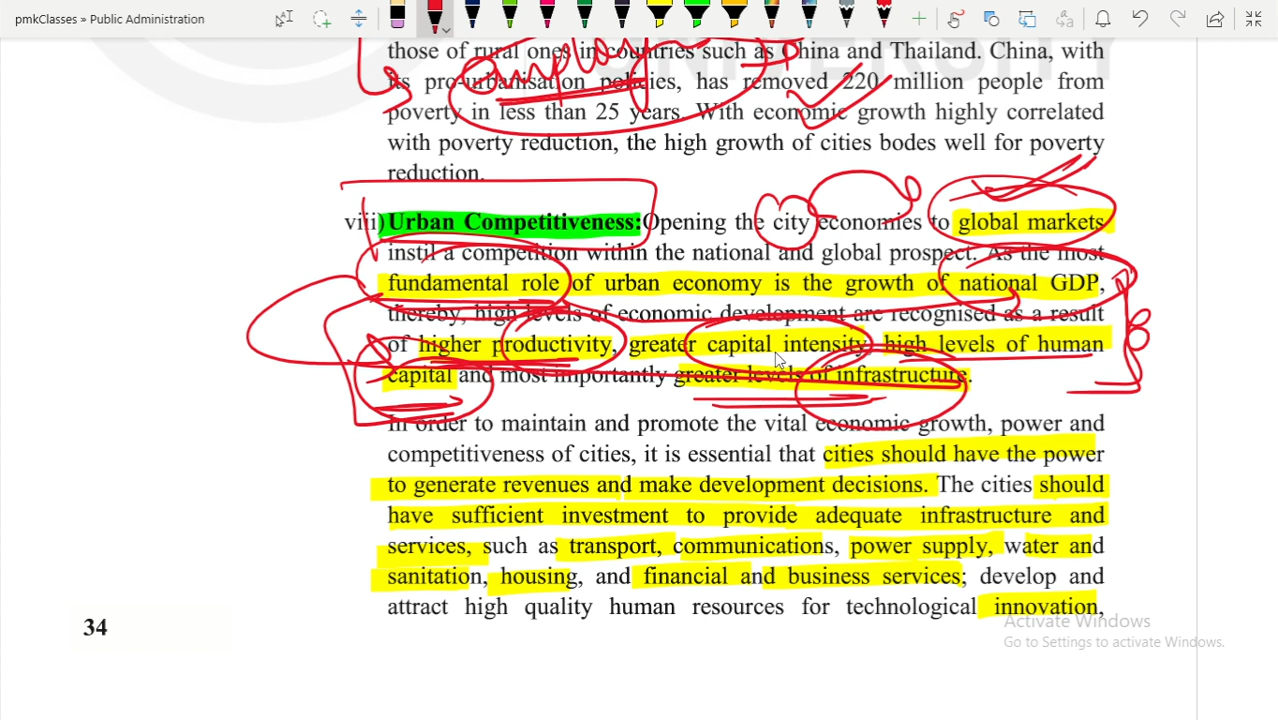 pmkClasses » Public Administration
those of rural ones in countries such as China and Thailand. China, with
its pro-urbanisation policies, has removed 220 million people from
poverty in less than 25 years. With economic growth highly correlated
with poverty reduction, the high growth of cities bodes well for poverty
reduction.
viii) Urban Competitiveness: Opening the city economies to global markets
instil a competition within the national and global prospect. As the most
fundamental role of urban economy is the growth of national GDP,
thereby, high levels of economic development are recognised as a result
of higher productivity, greater capital intensity, high levels of human
capital and most importantly greater levels of infrastructure.
In order to maintain and promote the vital economic growth, power and
competitiveness of cities, it is essential that cities should have the power
to generate revenues and make development decisions. The cities should
have sufficient investment to provide adequate infrastructure and
services, such as transport, communications, power supply, water and
sanitation, housing, and financial and business services; develop and
attract high quality human resources for technological innovation,
34
Activate Windows
Go to Settings to activate Windows.